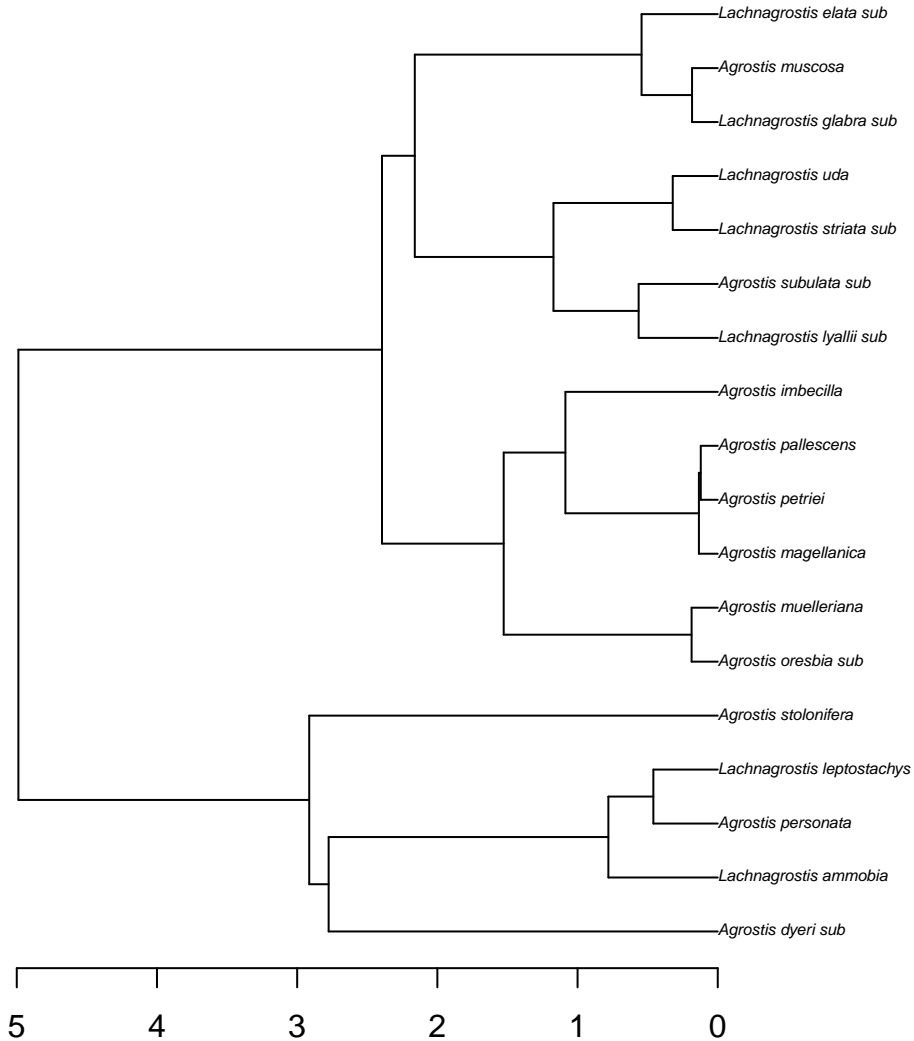 Lachnagrostis elata sub
Agrostis muscosa
Lachnagrostis glabra sub
Lachnagrostis uda
Lachnagrostis striata sub
Agrostis subulata sub
Lachnagrostis lyallii sub
Agrostis imbecilla
Agrostis pallescens
Agrostis petriei
Agrostis magellanica
Agrostis muelleriana
Agrostis oresbia sub
Agrostis stolonifera
Lachnagrostis leptostachys
Agrostis personata
Lachnagrostis ammobia
Agrostis dyeri sub
5 4 3 2 1 0